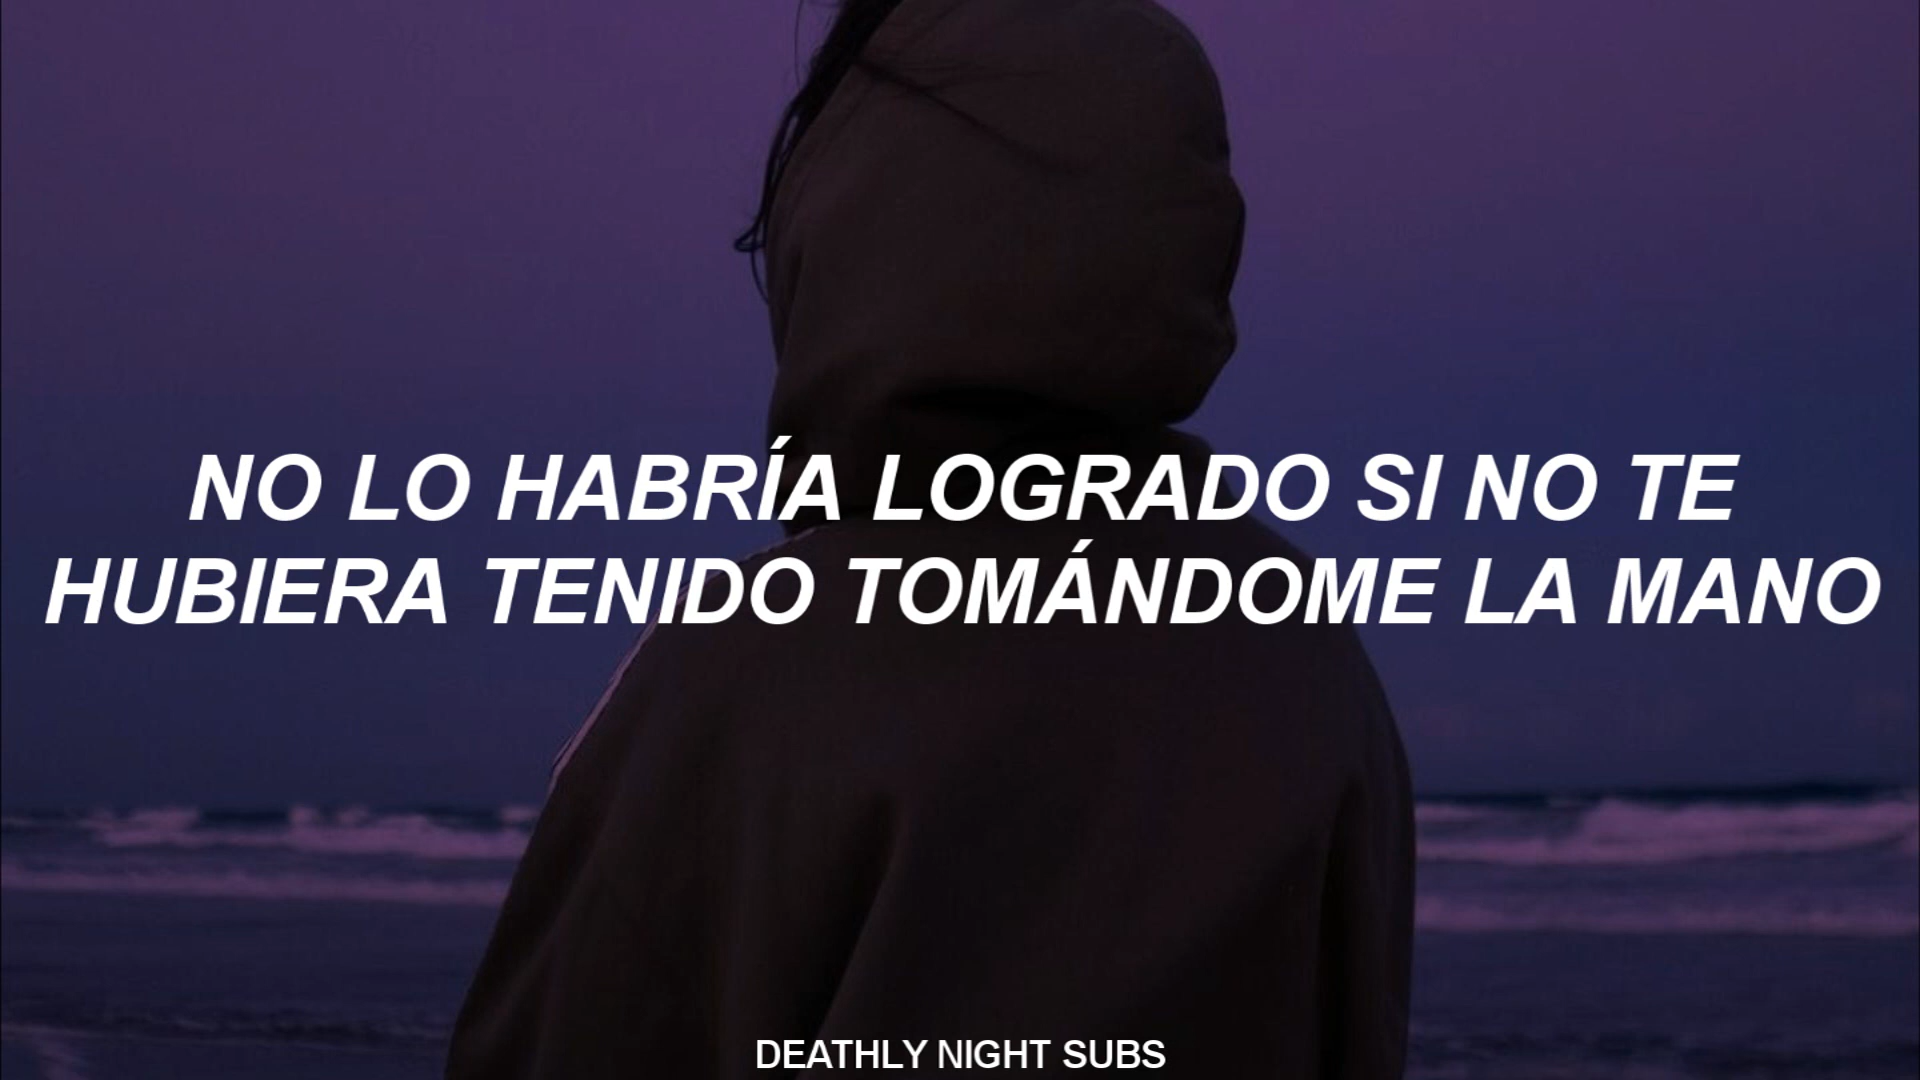 NO LO HABRÍA LOGRADO SI NO TE
HUBIERA TENIDO TOMÁNDOME LA MANO
DEATHLY NIGHT SUBS